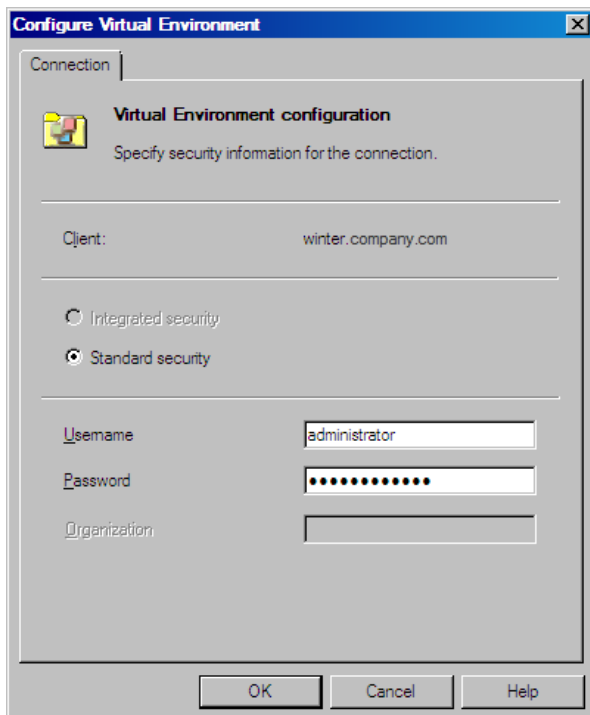 Configure Virtual Environment
Connection
Virtual Environment configuration
Specify security information for the connection.
Client: winter.company.com
Integrated security
Standard security
Username administrator
Password ●●●●●●●●●●●●
Organization
OK Cancel Help